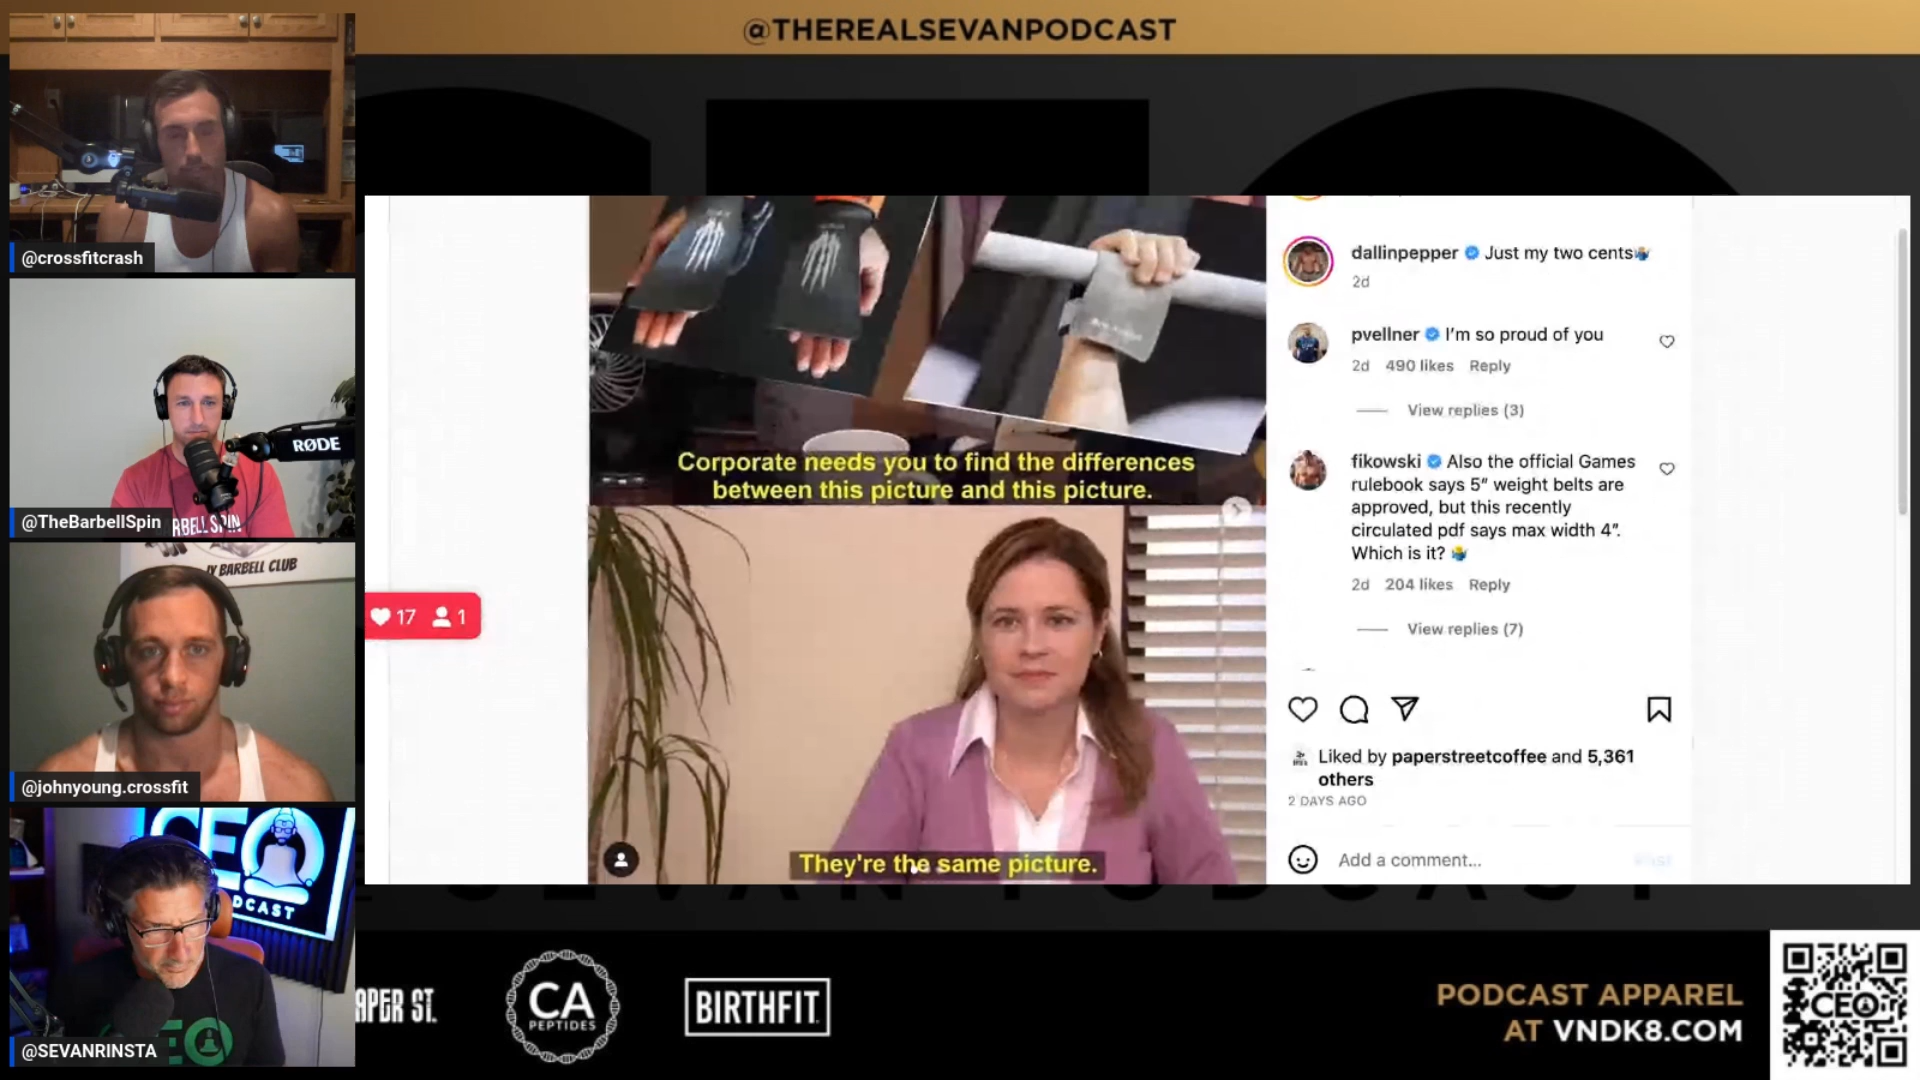 @THEREALSEVANPODCAST
@crossfitcrash
RØDE
@TheBarbellSpin
BARBELL CLUB
@johnyoung.crossfit
CEO
@SEVANRINSTA
Corporate needs you to find the differences
between this picture and this picture.
They're the same picture.
17 1
dallinpepper Just my two cents🤷
2d
pvellner I'm so proud of you
2d 490 likes Reply
View replies (3)
fikowski Also the official Games
rulebook says 5" weight belts are
approved, but this recently
circulated pdf says max width 4".
Which is it? 🤷
2d 204 likes Reply
View replies (7)
Liked by paperstreetcoffee and 5,361
others
2 DAYS AGO
Add a comment...
Post
CA
PEPTIDES
BIRTHFIT
PODCAST APPAREL
AT VNDK8.COM
CEO